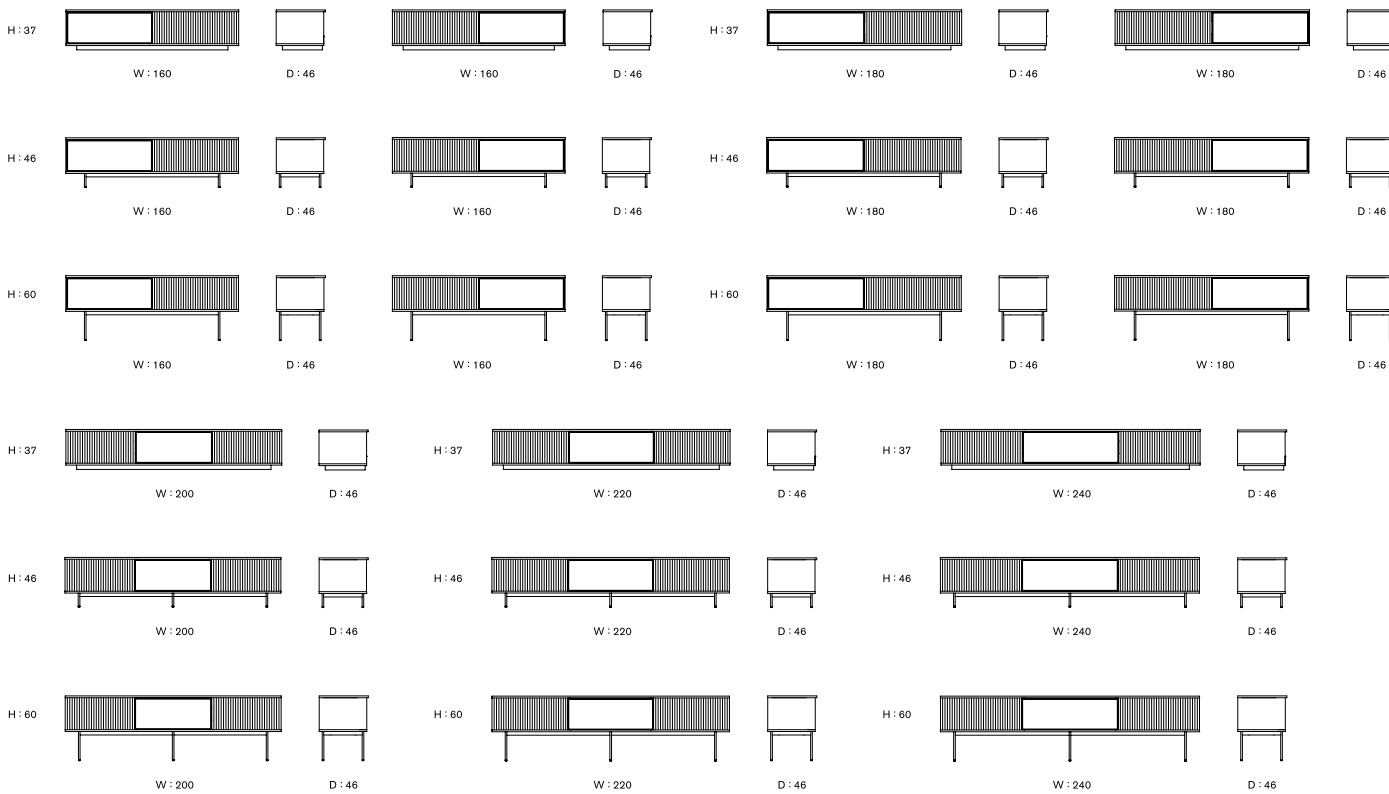 H : 37
W : 160 D : 46 W : 160 D : 46
H : 37
W : 180 D : 46 W : 180 D : 46
H : 46
W : 160 D : 46 W : 160 D : 46
H : 46
W : 180 D : 46 W : 180 D : 46
H : 60
W : 160 D : 46 W : 160 D : 46
H : 60
W : 180 D : 46 W : 180 D : 46
H : 37
W : 200 D : 46
H : 37
W : 220 D : 46
H : 37
W : 240 D : 46
H : 46
W : 200 D : 46
H : 46
W : 220 D : 46
H : 46
W : 240 D : 46
H : 60
W : 200 D : 46
H : 60
W : 220 D : 46
H : 60
W : 240 D : 46